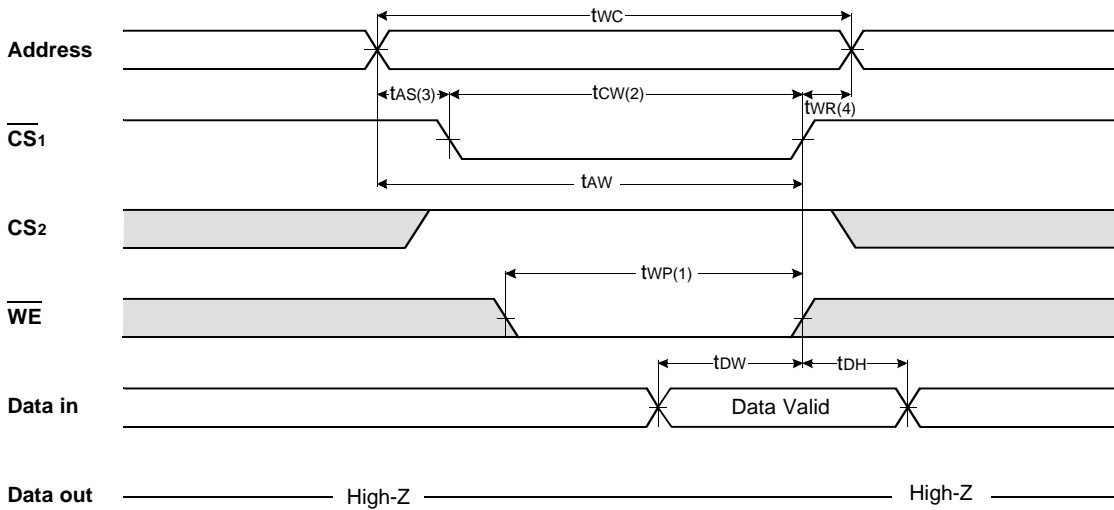 tWC
Address
tAS(3) tCW(2) tWR(4)
CS1
tAW
CS2
tWP(1)
WE
tDW tDH
Data in Data Valid
Data out High-Z High-Z